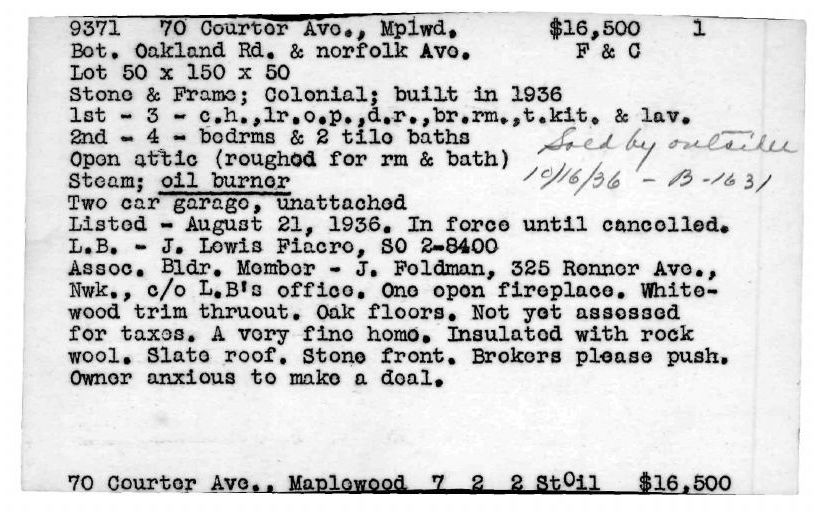 9371 70 Courter Ave., Mplwd. $16,500 1
Bet. Oakland Rd. & norfolk Ave. F & C
Lot 50 x 150 x 50
Stone & Frame; Colonial; built in 1936
1st - 3 - c.h.,lr.o.p.,d.r.,br.rm.,t.kit. & lav.
2nd - 4 - bedrms & 2 tile baths
Sold by outsider
Open attic (roughed for rm & bath)
10/16/36 - B-1631
Steam; oil burner
Two car garage, unattached
Listed - August 21, 1936. In force until cancelled.
L.B. - J. Lewis Fiacre, SO 2-8400
Assoc. Bldr. Member - J. Feldman, 325 Renner Ave.,
Nwk., c/o L.B's office. One open fireplace. White-
wood trim thruout. Oak floors. Not yet assessed
for taxes. A very fine home. Insulated with rock
wool. Slate roof. Stone front. Brokers please push.
Owner anxious to make a deal.
70 Courter Ave., Maplewood 7 2 2 StOil $16,500